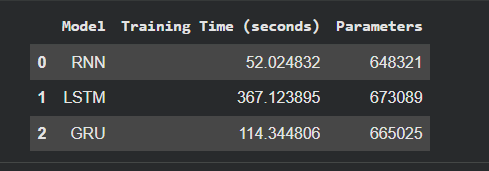 Model Training Time (seconds) Parameters
0 RNN 52.024832 648321
1 LSTM 367.123895 673089
2 GRU 114.344806 665025